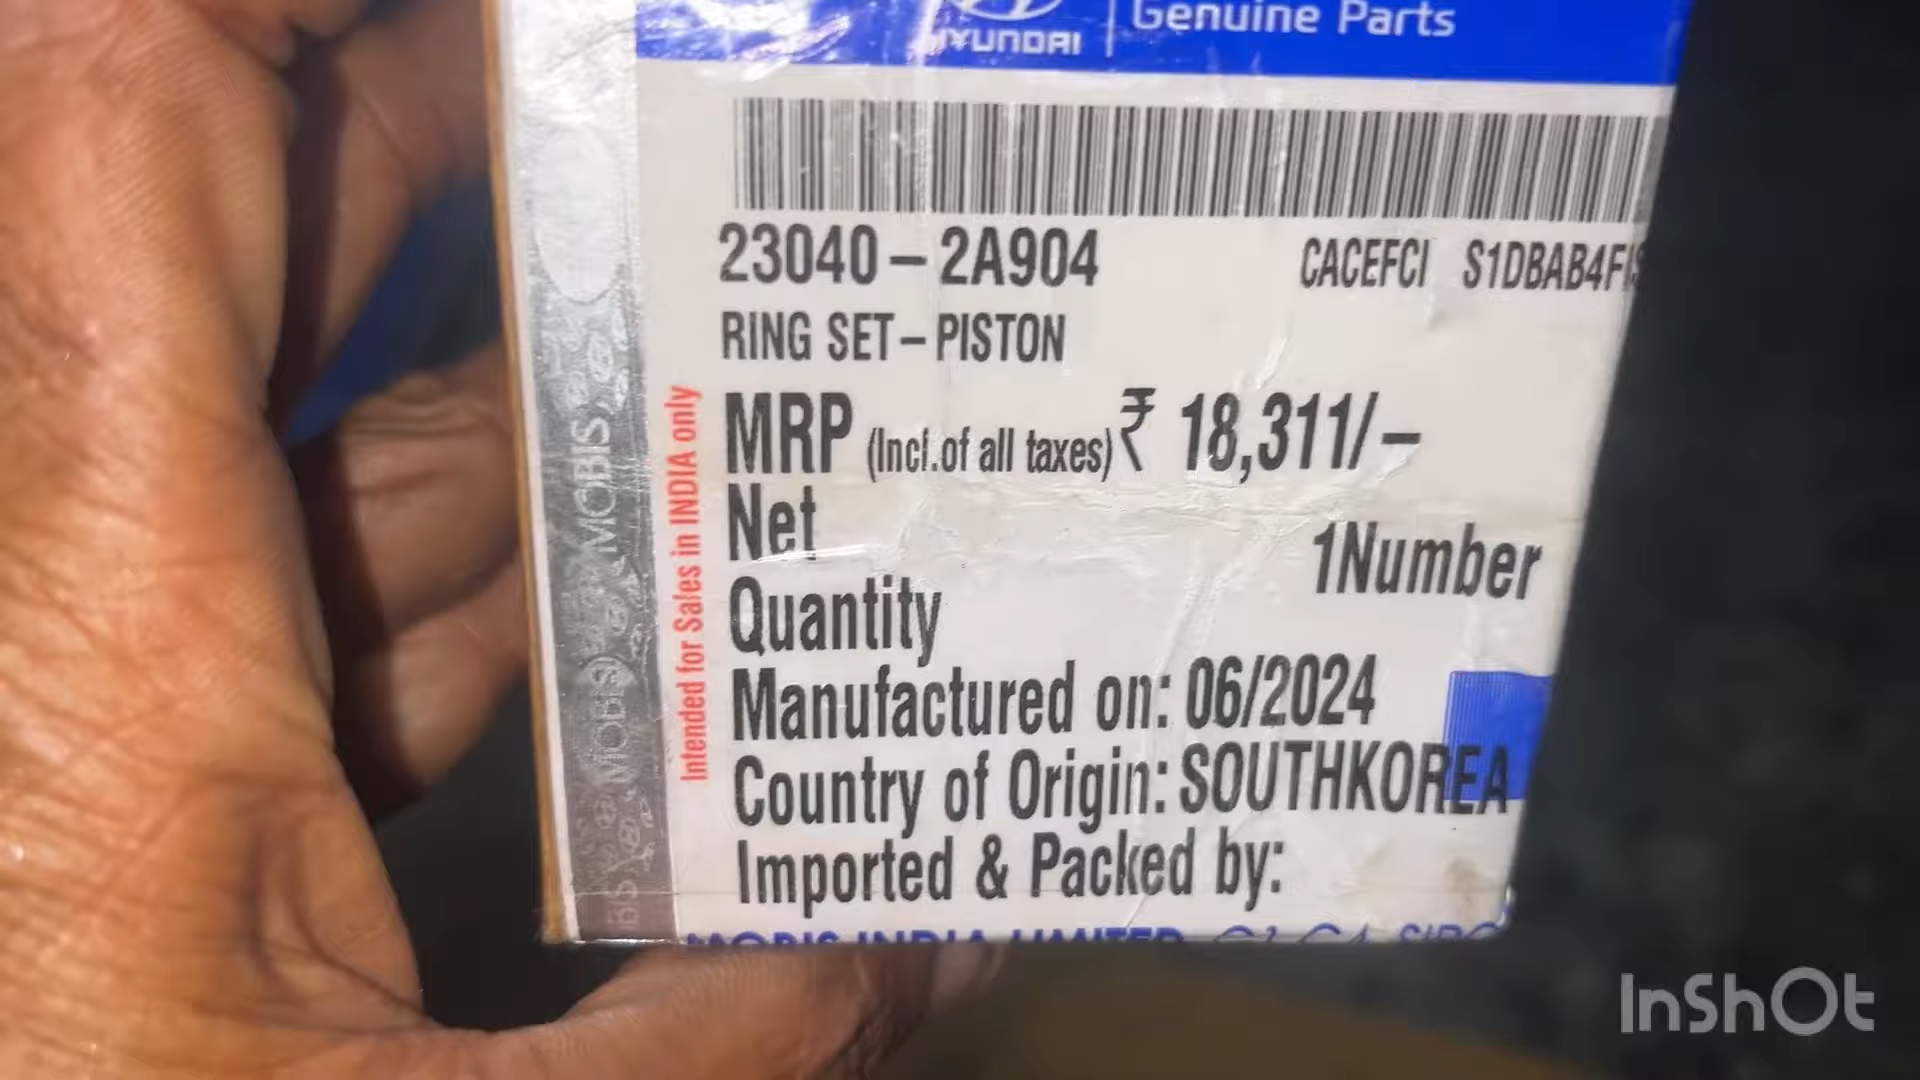 HYUNDAI Genuine Parts
23040-2A904 CACEFCI S1DBAB4FIS
RING SET-PISTON
MRP (Incl.of all taxes) ₹ 18,311/-
Net
Quantity 1Number
Manufactured on: 06/2024
Country of Origin: SOUTHKOREA
Imported & Packed by:
MOBIS INDIA LIMITED
Intended for Sales in INDIA only
MOBIS
MOBIS
InShOt